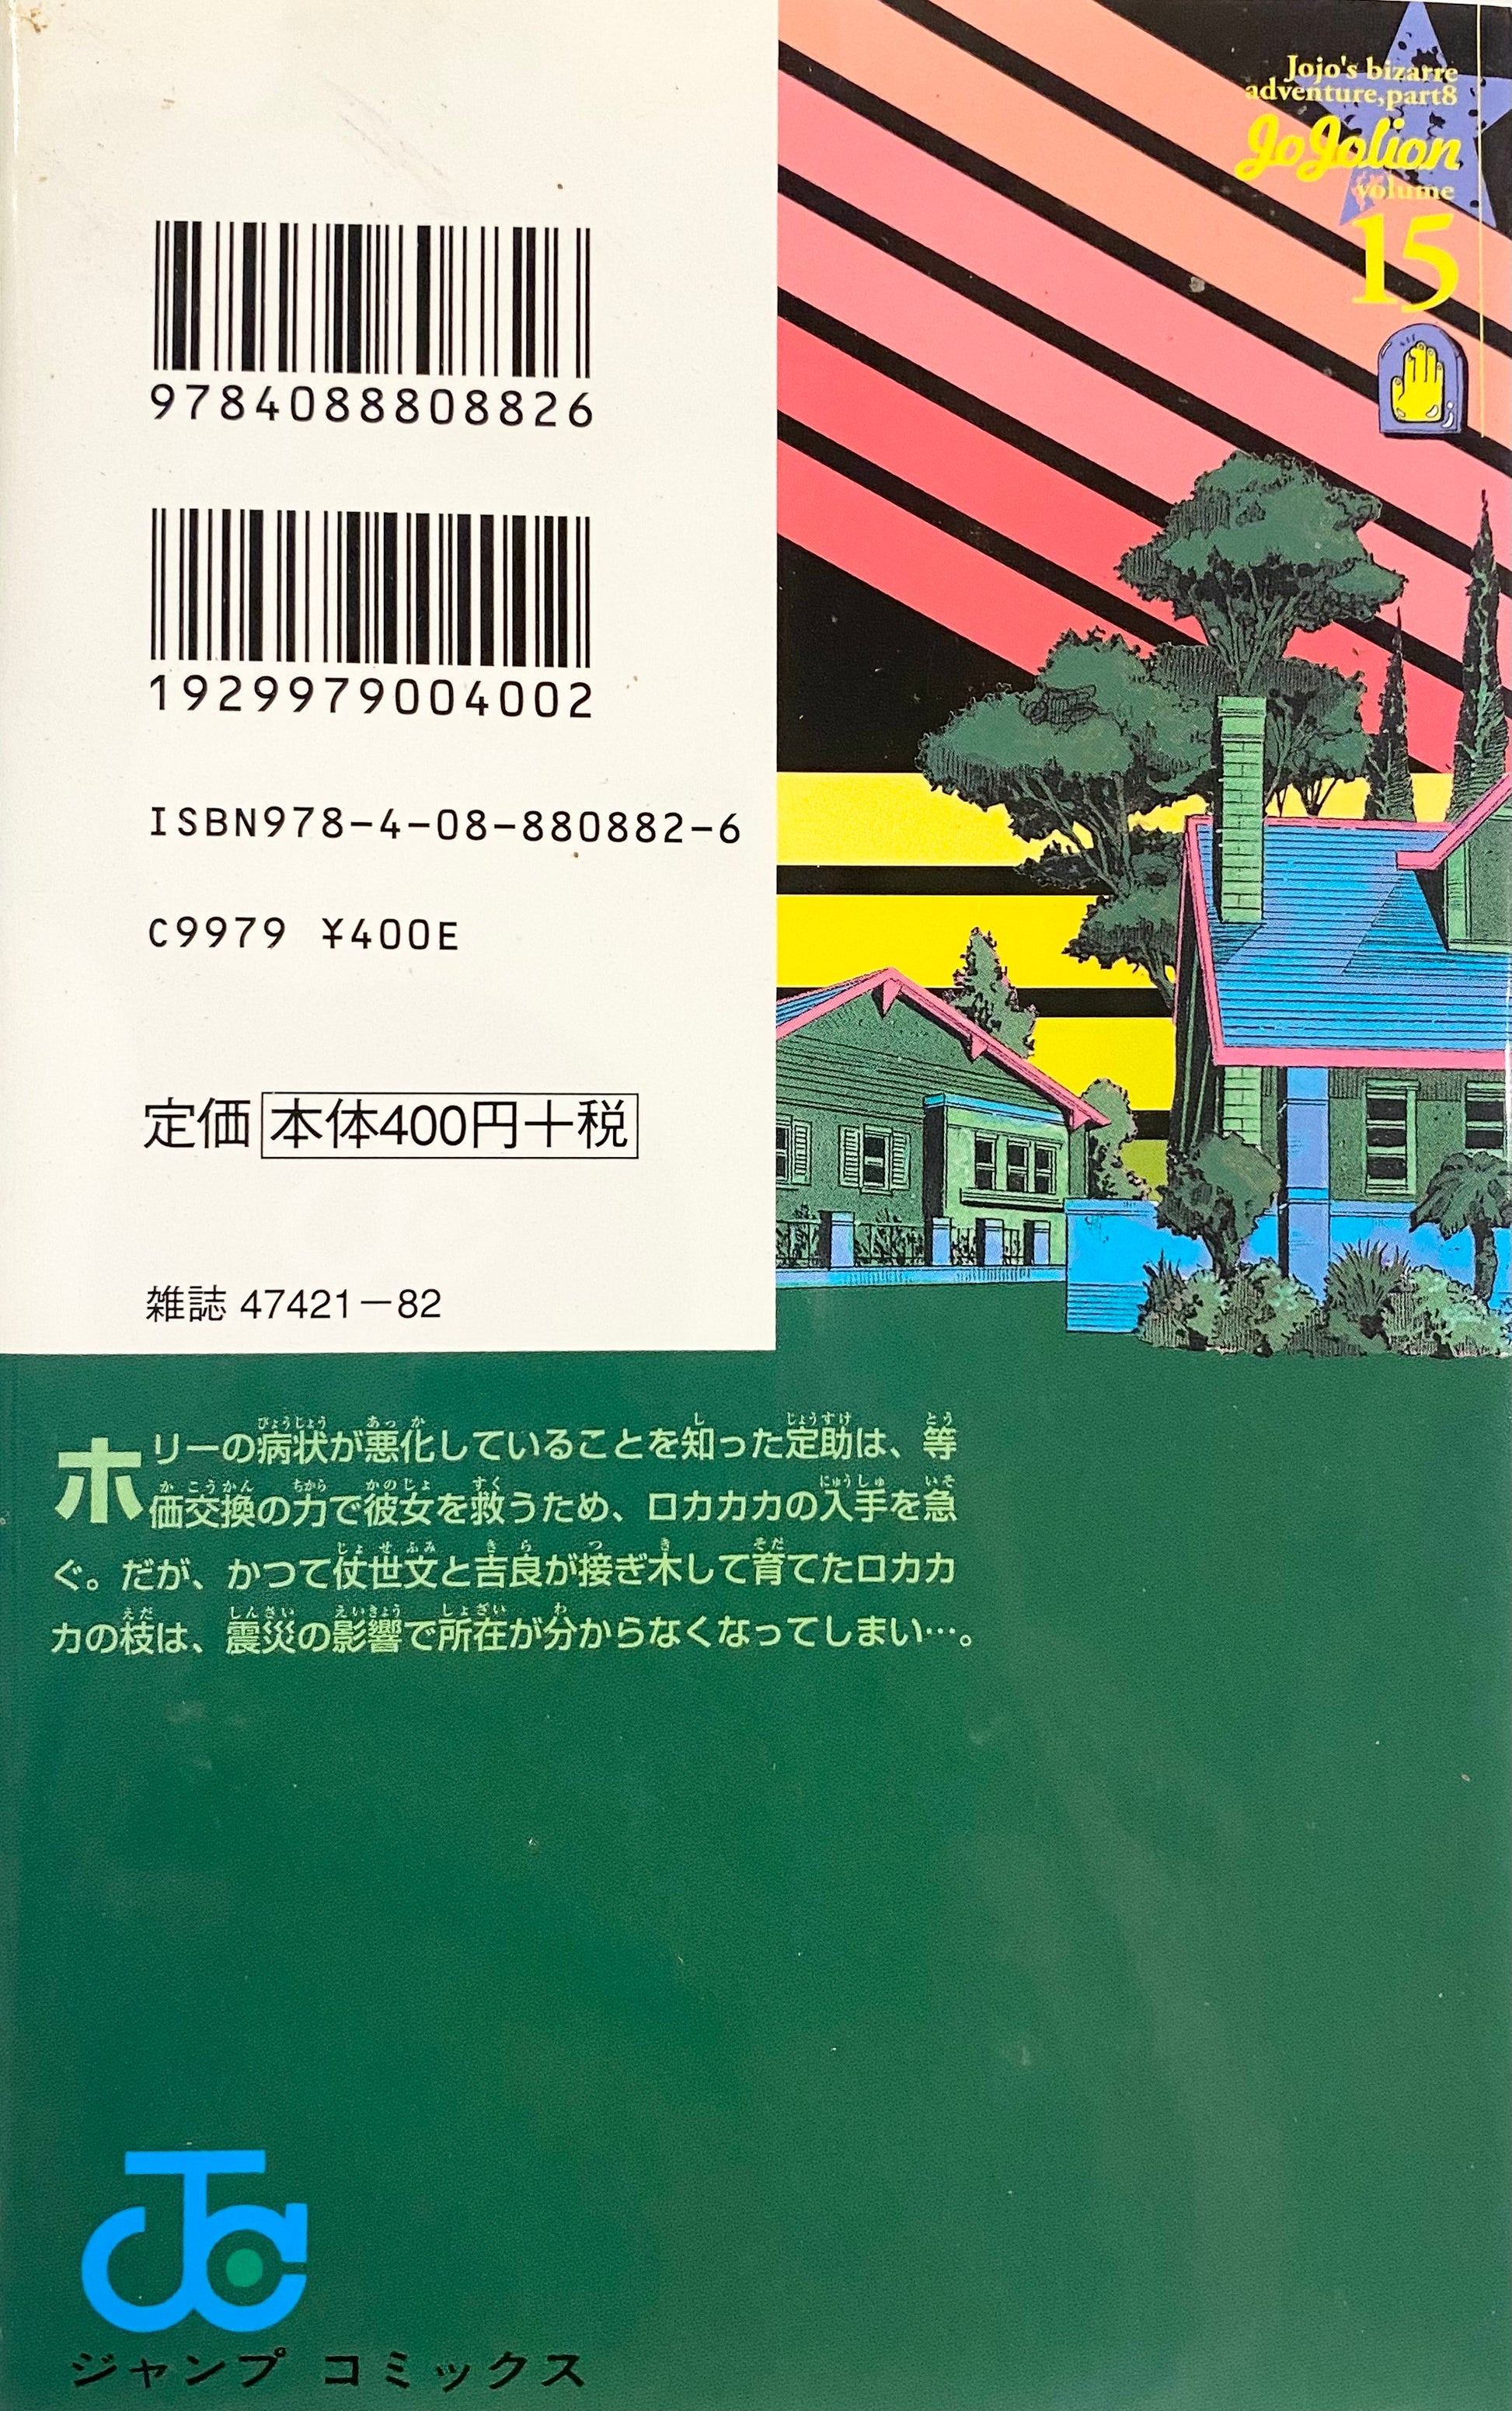 Jojo's bizarre
adventure,part8
JoJolion
volume
15
9784088808826
1929979004002
ISBN978-4-08-880882-6
C9979 ¥400E
定価 本体400円+税
雑誌 47421-82
ホリーの病状が悪化していることを知った定助は、等
価交換の力で彼女を救うため、ロカカカの入手を急
ぐ。だが、かつて仗世文と吉良が接ぎ木して育てたロカカ
カの枝は、震災の影響で所在が分からなくなってしまい…。
JC
ジャンプ コミックス